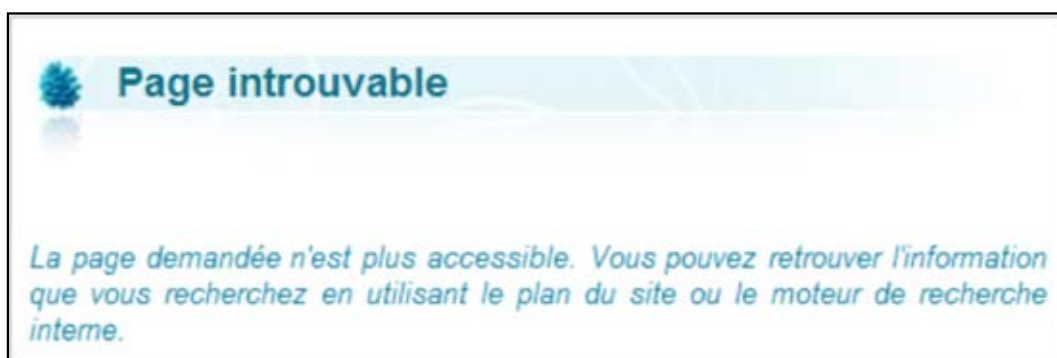 Page introuvable
La page demandée n'est plus accessible. Vous pouvez retrouver l'information
que vous recherchez en utilisant le plan du site ou le moteur de recherche
interne.